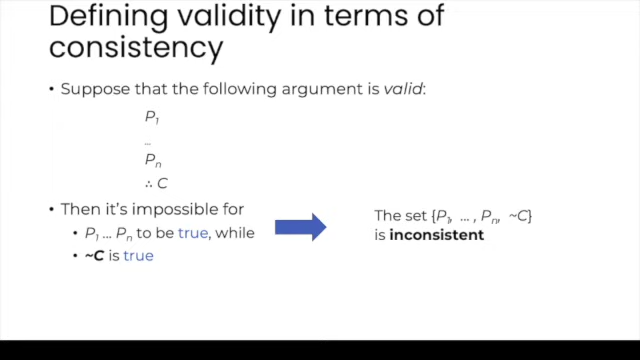 Defining validity in terms of
consistency
• Suppose that the following argument is valid:
P₁
...
Pₙ
∴ C
• Then it's impossible for
• P₁ ... Pₙ to be true, while
• ~C is true
The set {P₁, ... , Pₙ, ~C}
is inconsistent